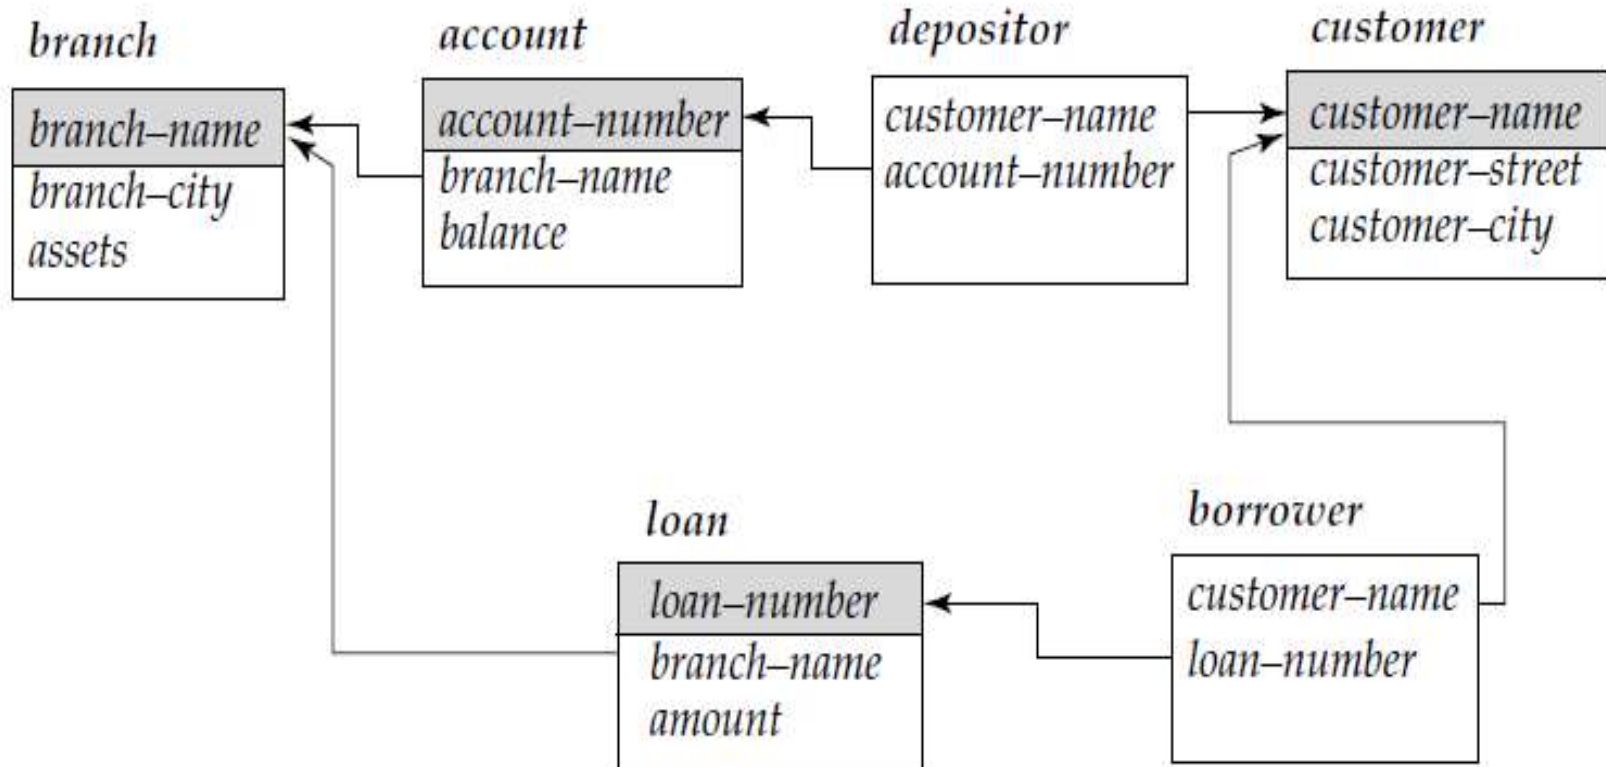 branch
branch–name
branch–city
assets
account
account–number
branch–name
balance
depositor
customer–name
account–number
customer
customer–name
customer–street
customer–city
loan
loan–number
branch–name
amount
borrower
customer–name
loan–number